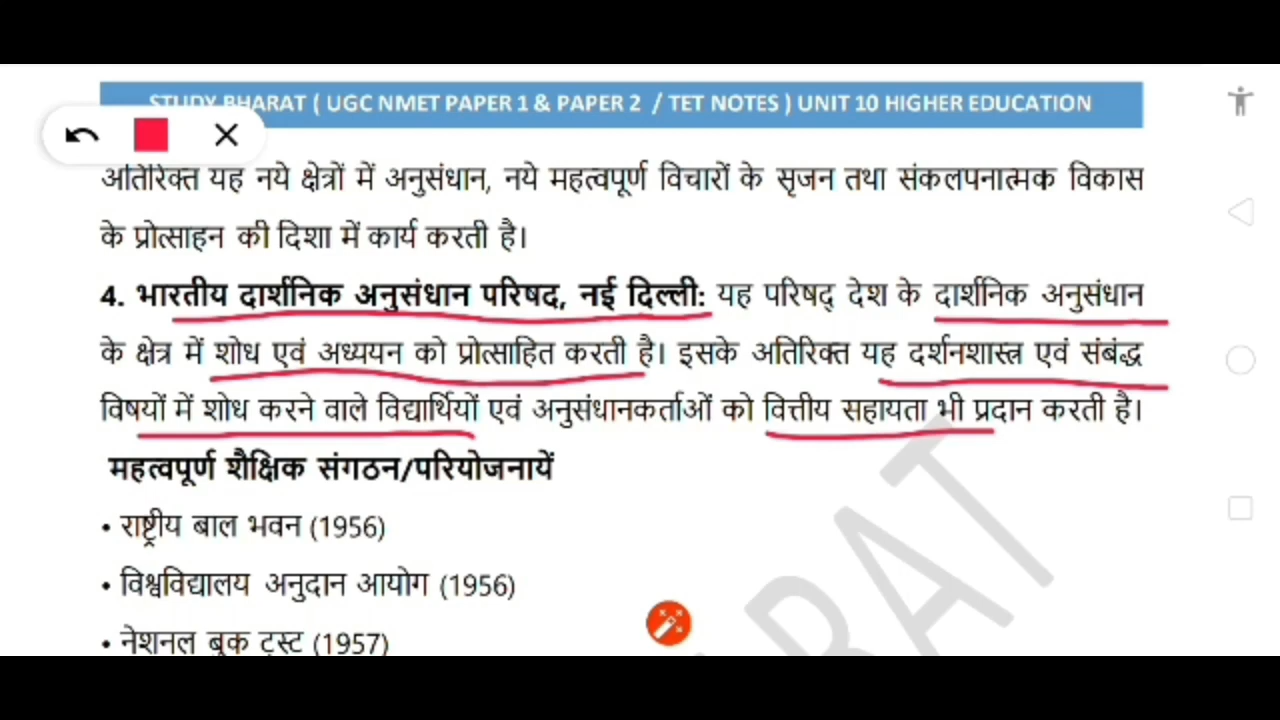 STUDY BHARAT ( UGC NMET PAPER 1 & PAPER 2 / TET NOTES ) UNIT 10 HIGHER EDUCATION
अतिरिक्त यह नये क्षेत्रों में अनुसंधान, नये महत्वपूर्ण विचारों के सृजन तथा संकलपनात्मक विकास
के प्रोत्साहन की दिशा में कार्य करती है।
4. भारतीय दार्शनिक अनुसंधान परिषद, नई दिल्ली: यह परिषद् देश के दार्शनिक अनुसंधान
के क्षेत्र में शोध एवं अध्ययन को प्रोत्साहित करती है। इसके अतिरिक्त यह दर्शनशास्त्र एवं संबंद्ध
विषयों में शोध करने वाले विद्यार्थियों एवं अनुसंधानकर्ताओं को वित्तीय सहायता भी प्रदान करती है।
महत्वपूर्ण शैक्षिक संगठन/परियोजनायें
• राष्ट्रीय बाल भवन (1956)
• विश्वविद्यालय अनुदान आयोग (1956)
• नेशनल बुक ट्रस्ट (1957)